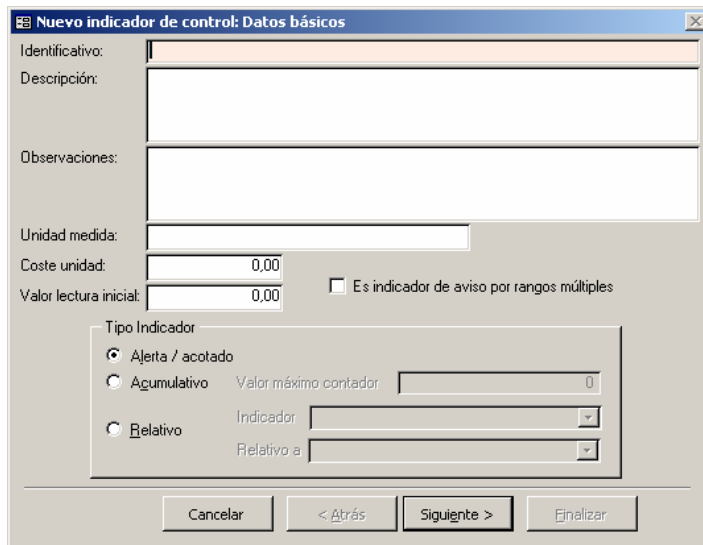 Nuevo indicador de control: Datos básicos
Identificativo:
Descripción:
Observaciones:
Unidad medida:
Coste unidad: 0,00
Valor lectura inicial: 0,00
Es indicador de aviso por rangos múltiples
Tipo Indicador
Alerta / acotado
Acumulativo Valor máximo contador 0
Relativo
Indicador
Relativo a
Cancelar < Atrás Siguiente > Finalizar